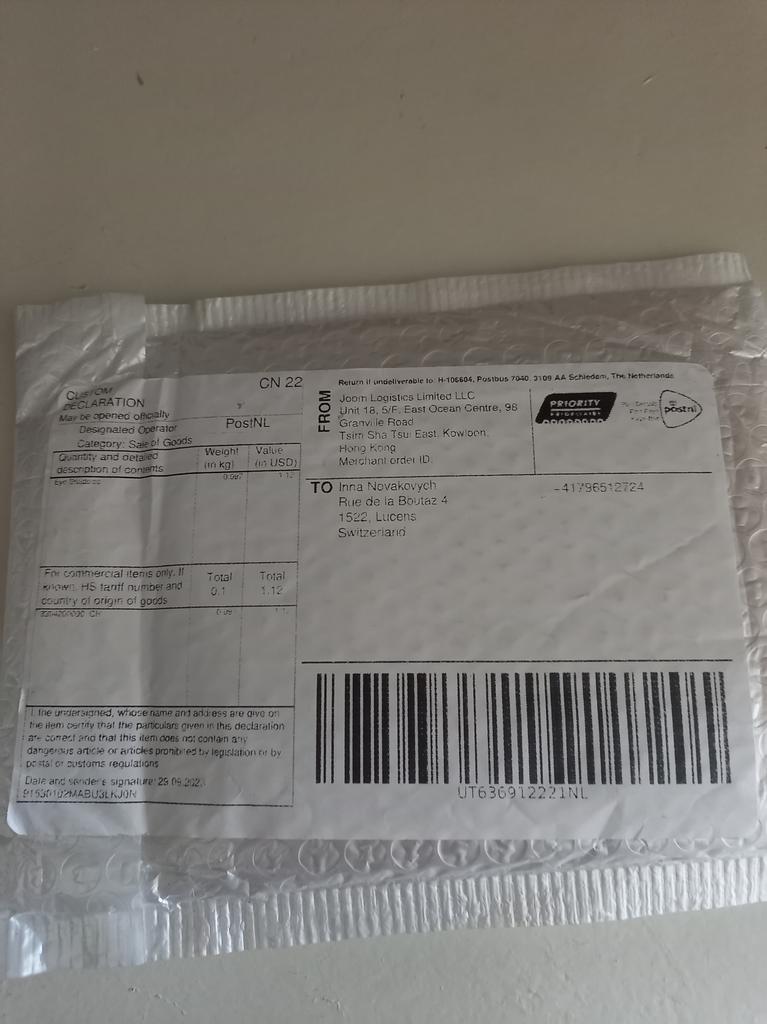 CUSTOM
DECLARATION
CN 22
May be opened officially
Designated Operator
PostNL
Category: Sale of Goods
Quantity and detailed
description of contents
Weight
(in kg)
Value
(in USD)
Eye
1.12
For commercial items only. If
known, HS tariff number and
country of origin of goods
Total
0.1
Total
1.12
I, the undersigned, whose name and address are give on
the item certify that the particulars given in this declaration
are correct and that this item does not contain any
dangerous article or articles prohibited by legislation or by
postal or customs regulations
Date and sender's signature: 29.09.202
Return if undeliverable to: H-106604, Postbus 7040, 3109 AA Schiedam, The Netherlands
FROM
Joom Logistics Limited LLC
Unit 18, 5/F, East Ocean Centre, 98
Granville Road
Tsim Sha Tsui East, Kowloon,
Hong Kong
Merchant order ID:
PRIORITY
postnl
TO Inna Novakovych
Rue de la Boutaz 4
1522, Lucens
Switzerland
41796512724
UT636912221NL